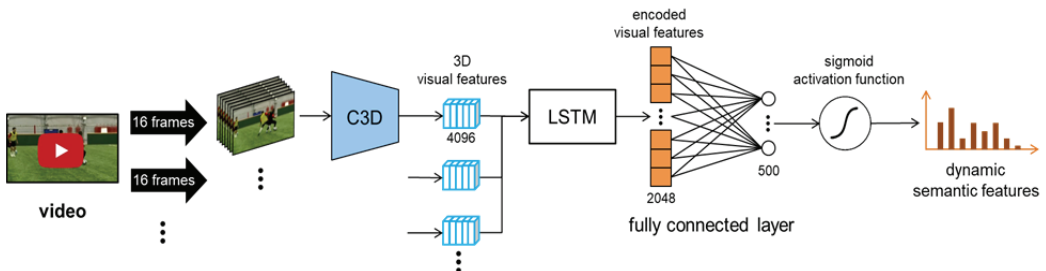 video
16 frames
16 frames
C3D
3D
visual features
4096
LSTM
encoded
visual features
2048
500
fully connected layer
sigmoid
activation function
dynamic
semantic features